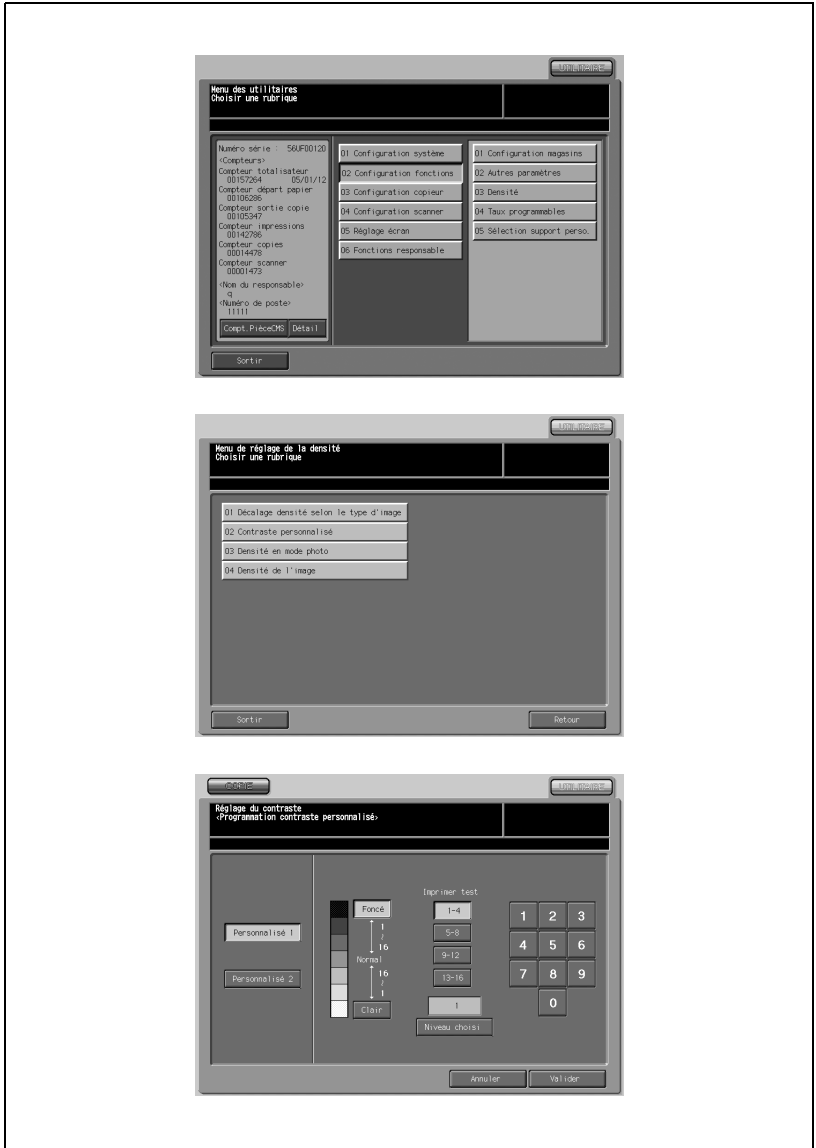 UTILITAIRE
Menu des utilitaires
Choisir une rubrique
Numéro série : 56UF00120
<Compteurs>
Compteur totalisateur
00157264 05/01/12
Compteur départ papier
00106286
Compteur sortie copie
00105347
Compteur impressions
00142786
Compteur copies
00014478
Compteur scanner
00001473
<Nom du responsable>
q
<Numéro de poste>
11111
Compt.PièceCMS Détail
01 Configuration système
02 Configuration fonctions
03 Configuration copieur
04 Configuration scanner
05 Réglage écran
06 Fonctions responsable
01 Configuration magasins
02 Autres paramètres
03 Densité
04 Taux programmables
05 Sélection support perso.
Sortir
UTILITAIRE
Menu de réglage de la densité
Choisir une rubrique
01 Décalage densité selon le type d'image
02 Contraste personnalisé
03 Densité en mode photo
04 Densité de l'image
Sortir Retour
COPIE UTILITAIRE
Réglage du contraste
<Programmation contraste personnalisé>
Personnalisé 1
Personnalisé 2
Foncé
1
/
16
Normal
16
/
1
Clair
Imprimer test
1-4
5-8
9-12
13-16
1
Niveau choisi
1 2 3
4 5 6
7 8 9
0
Annuler Valider